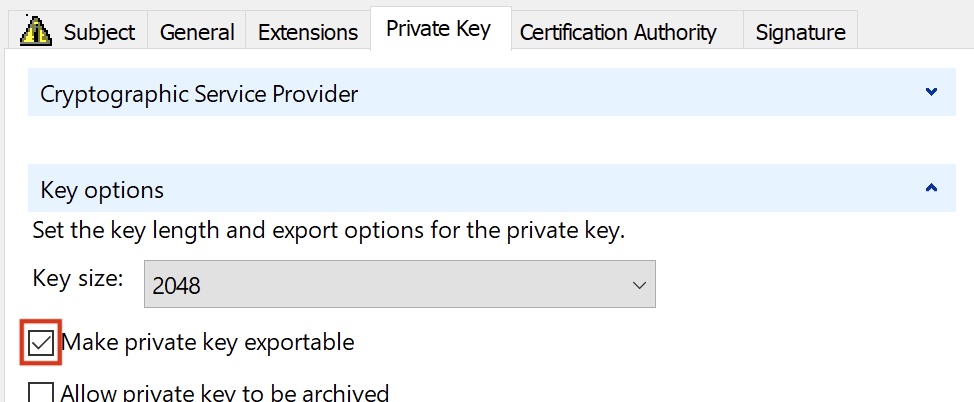 Subject General Extensions Private Key Certification Authority Signature
Cryptographic Service Provider
Key options
Set the key length and export options for the private key.
Key size: 2048
Make private key exportable
Allow private key to be archived